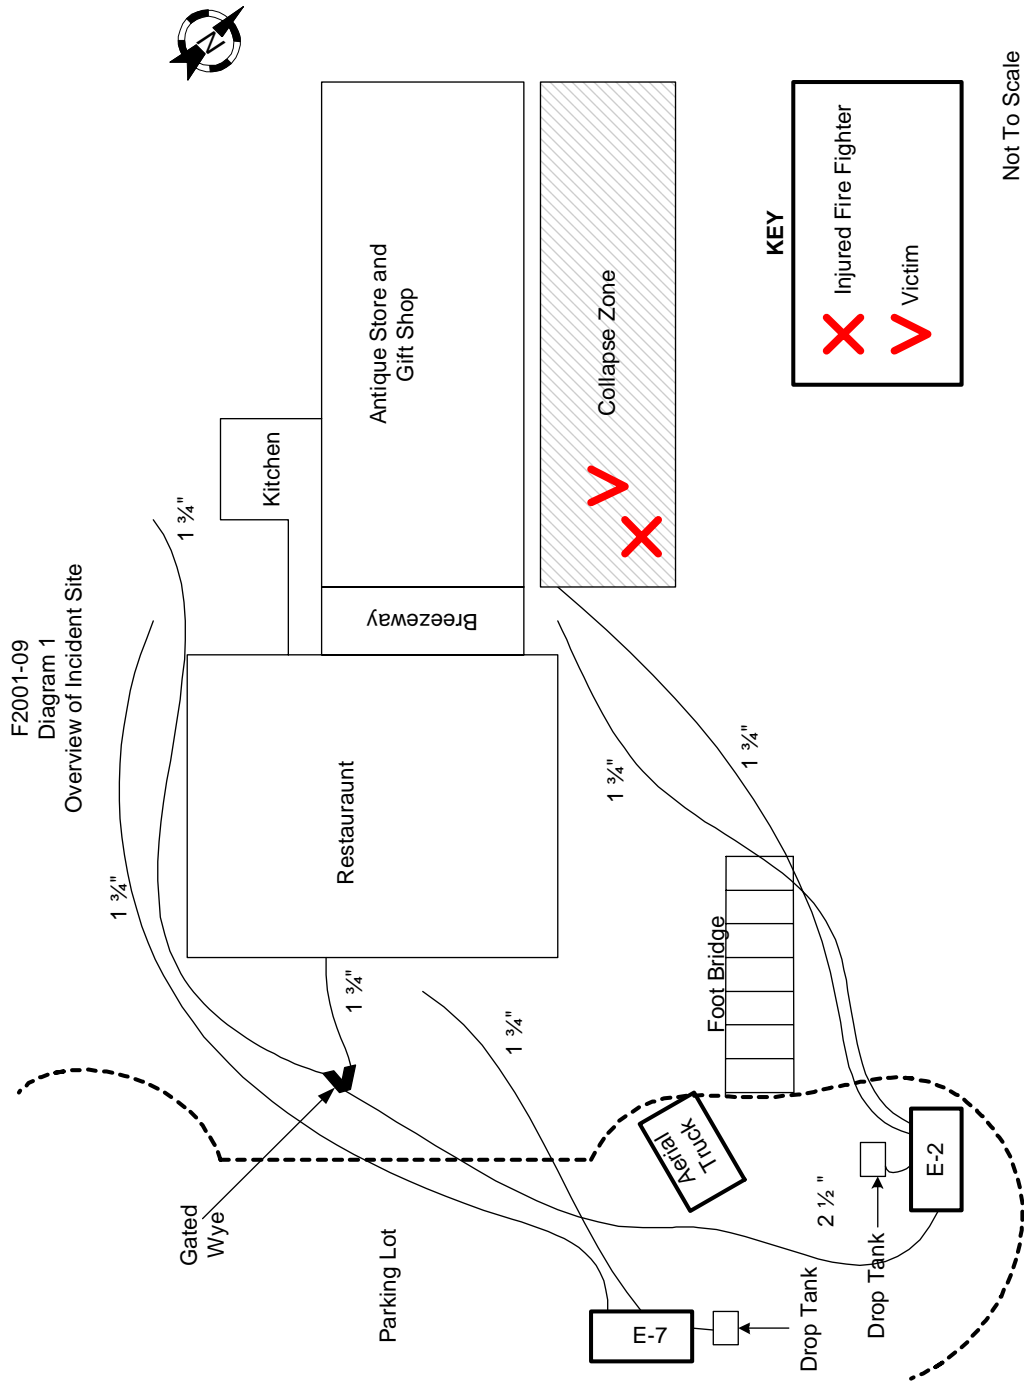 F2001-09
Diagram 1
Overview of Incident Site
N
Kitchen
1 ¾"
Antique Store and
Gift Shop
Breezeway
Collapse Zone
Restauraunt
1 ¾"
1 ¾"
1 ¾"
1 ¾"
1 ¾"
Foot Bridge
Gated
Wye
Parking Lot
Aerial
Truck
2 ½ "
E-2
Drop Tank
E-7
Drop Tank
KEY
Injured Fire Fighter
Victim
Not To Scale